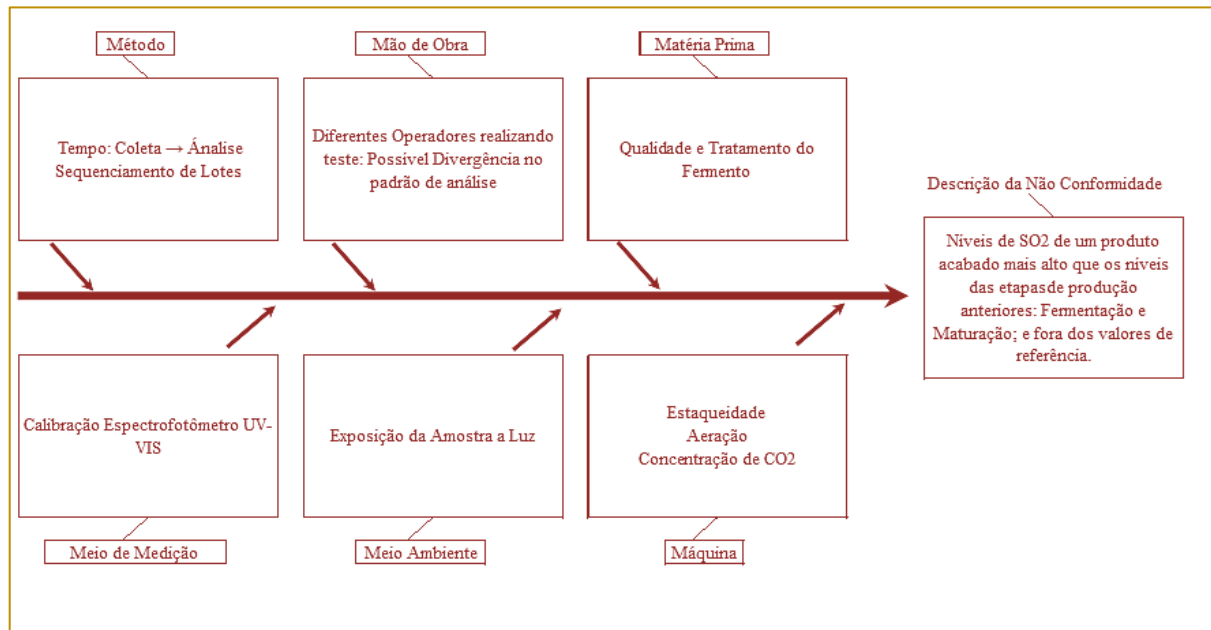 Método
Mão de Obra
Matéria Prima
Tempo: Coleta → Ánalise
Sequenciamento de Lotes
Diferentes Operadores realizando
teste: Possível Divergência no
padrão de análise
Qualidade e Tratamento do
Fermento
Descrição da Não Conformidade
Níveis de SO2 de um produto
acabado mais alto que os níveis
das etapasde produção
anteriores: Fermentação e
Maturação; e fora dos valores de
referência.
Calibração Espectrofotômetro UV-
VIS
Exposição da Amostra a Luz
Estaqueidade
Aeração
Concentração de CO2
Meio de Medição
Meio Ambiente
Máquina